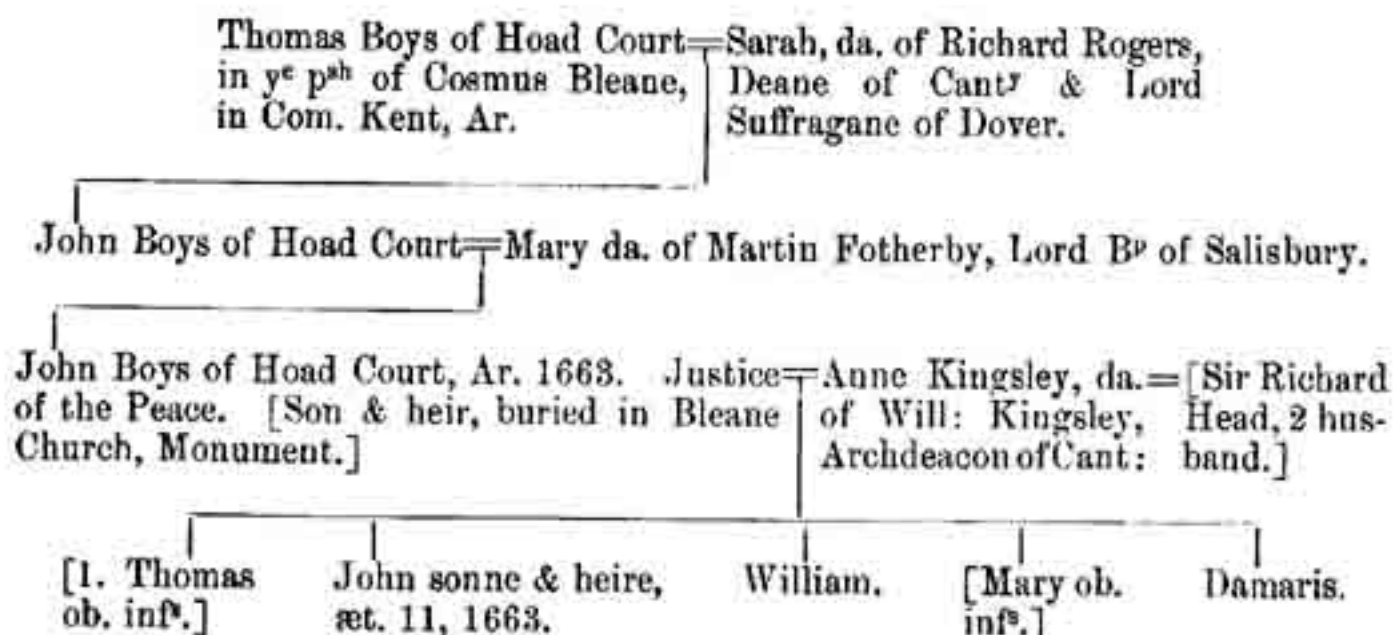 Thomas Boys of Hoad Court=Sarah, da. of Richard Rogers,
in yᵉ pˢʰ of Cosmus Bleane, Deane of Cantʸ & Lord
in Com. Kent, Ar. Suffragane of Dover.
John Boys of Hoad Court=Mary da. of Martin Fotherby, Lord Bᵖ of Salisbury.
John Boys of Hoad Court, Ar. 1663. Justice=Anne Kingsley, da.=[Sir Richard
of the Peace. [Son & heir, buried in Bleane of Will: Kingsley, Head, 2 hus-
Church, Monument.] Archdeacon of Cant: band.]
[1. Thomas John sonne & heire, William. [Mary ob. Damaris.
ob. infˢ.] æt. 11, 1663. infˢ.]